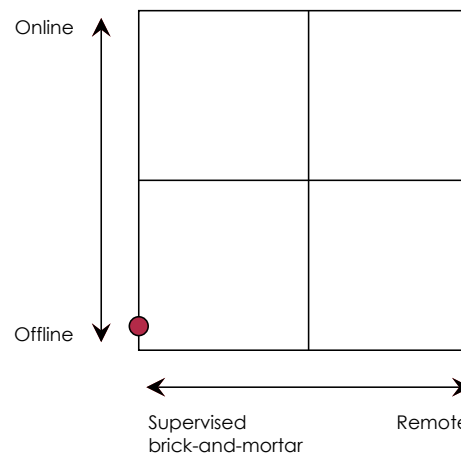 Online
Offline
Supervised
brick-and-mortar
Remote